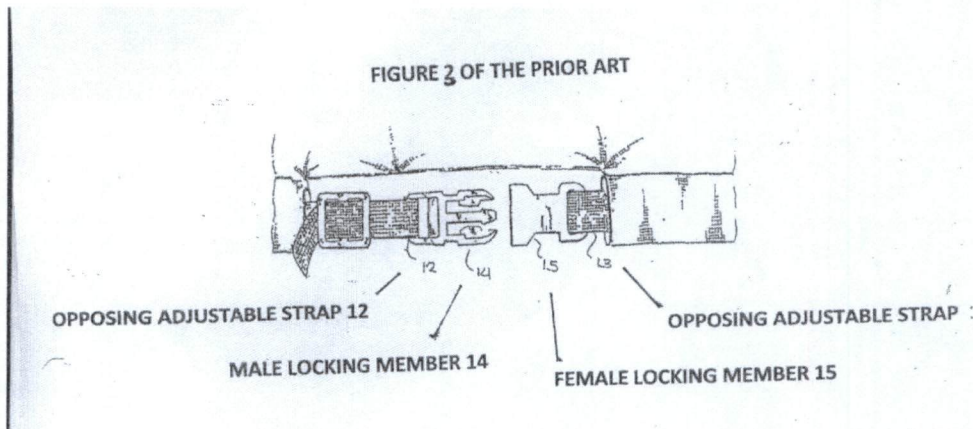 FIGURE 3 OF THE PRIOR ART
12 14 15 13
OPPOSING ADJUSTABLE STRAP 12
OPPOSING ADJUSTABLE STRAP
MALE LOCKING MEMBER 14
FEMALE LOCKING MEMBER 15